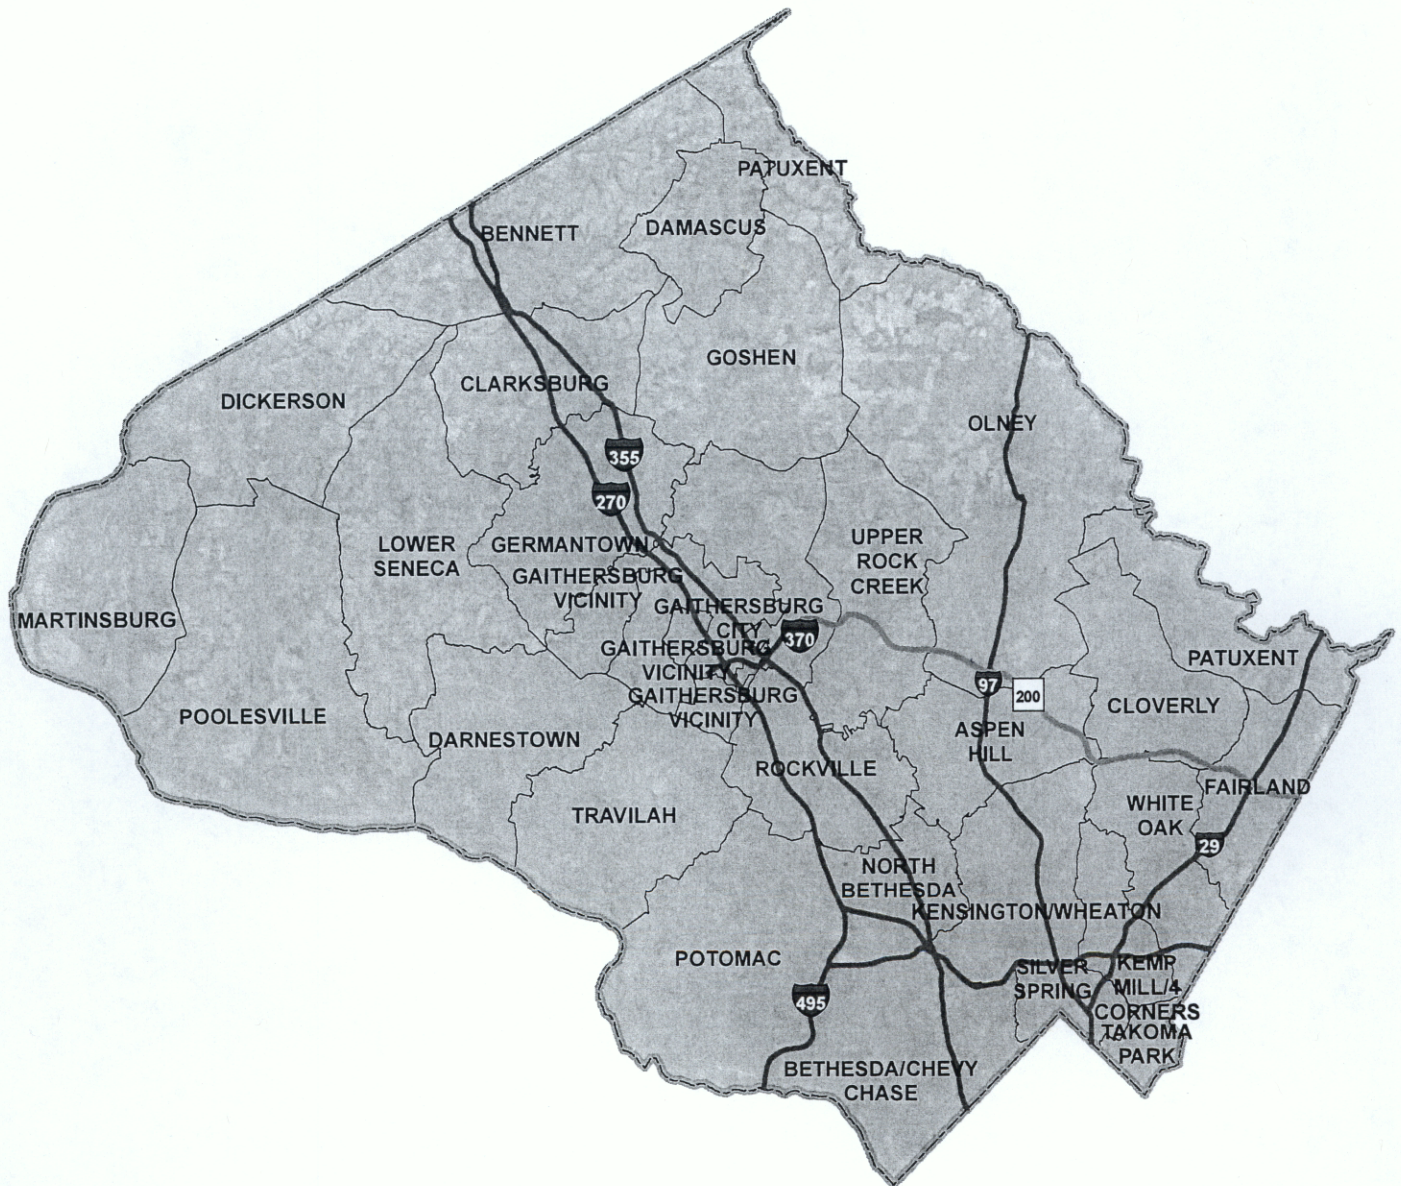 PATUXENT
DAMASCUS
BENNETT
GOSHEN
CLARKSBURG
DICKERSON
OLNEY
355
270
UPPER
ROCK
CREEK
LOWER
SENECA
GERMANTOWN
GAITHERSBURG
VICINITY
GAITHERSBURG
CITY
370
MARTINSBURG
GAITHERSBURG
VICINITY
PATUXENT
97
200
GAITHERSBURG
VICINITY
CLOVERLY
POOLESVILLE
DARNESTOWN
ASPEN
HILL
ROCKVILLE
FAIRLAND
TRAVILAH
WHITE
OAK
29
NORTH
BETHESDA
KENSINGTON/WHEATON
POTOMAC
SILVER
SPRING
KEMP
MILL/4
CORNERS
495
TAKOMA
PARK
BETHESDA/CHEVY
CHASE